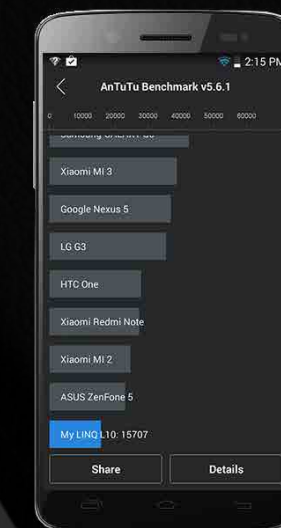 2:15 PM
AnTuTu Benchmark v5.6.1
0 10000 20000 30000 40000 50000 60000
Xiaomi MI 3
Google Nexus 5
LG G3
HTC One
Xiaomi Redmi Note
Xiaomi MI 2
ASUS ZenFone 5
My LINQ L10: 15707
Share Details